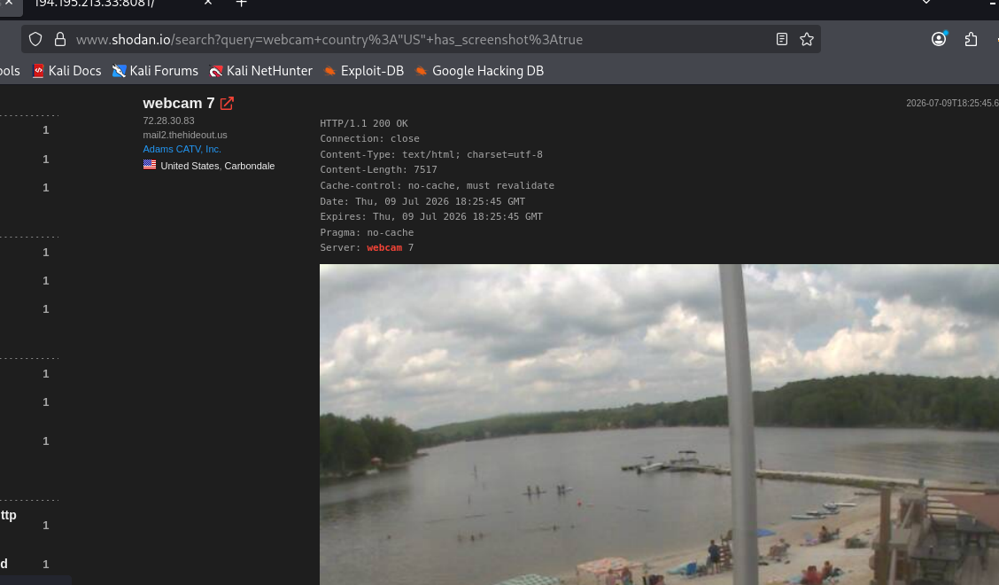 194.195.213.33:8081/
www.shodan.io/search?query=webcam+country%3A"US"+has_screenshot%3Atrue
ols Kali Docs Kali Forums Kali NetHunter Exploit-DB Google Hacking DB
webcam 7
2026-07-09T18:25:45.6
72.28.30.83
mail2.thehideout.us
Adams CATV, Inc.
United States, Carbondale
HTTP/1.1 200 OK
Connection: close
Content-Type: text/html; charset=utf-8
Content-Length: 7517
Cache-control: no-cache, must revalidate
Date: Thu, 09 Jul 2026 18:25:45 GMT
Expires: Thu, 09 Jul 2026 18:25:45 GMT
Pragma: no-cache
Server: webcam 7
1
1
1
1
1
1
1
1
1
ttp
1
d 1